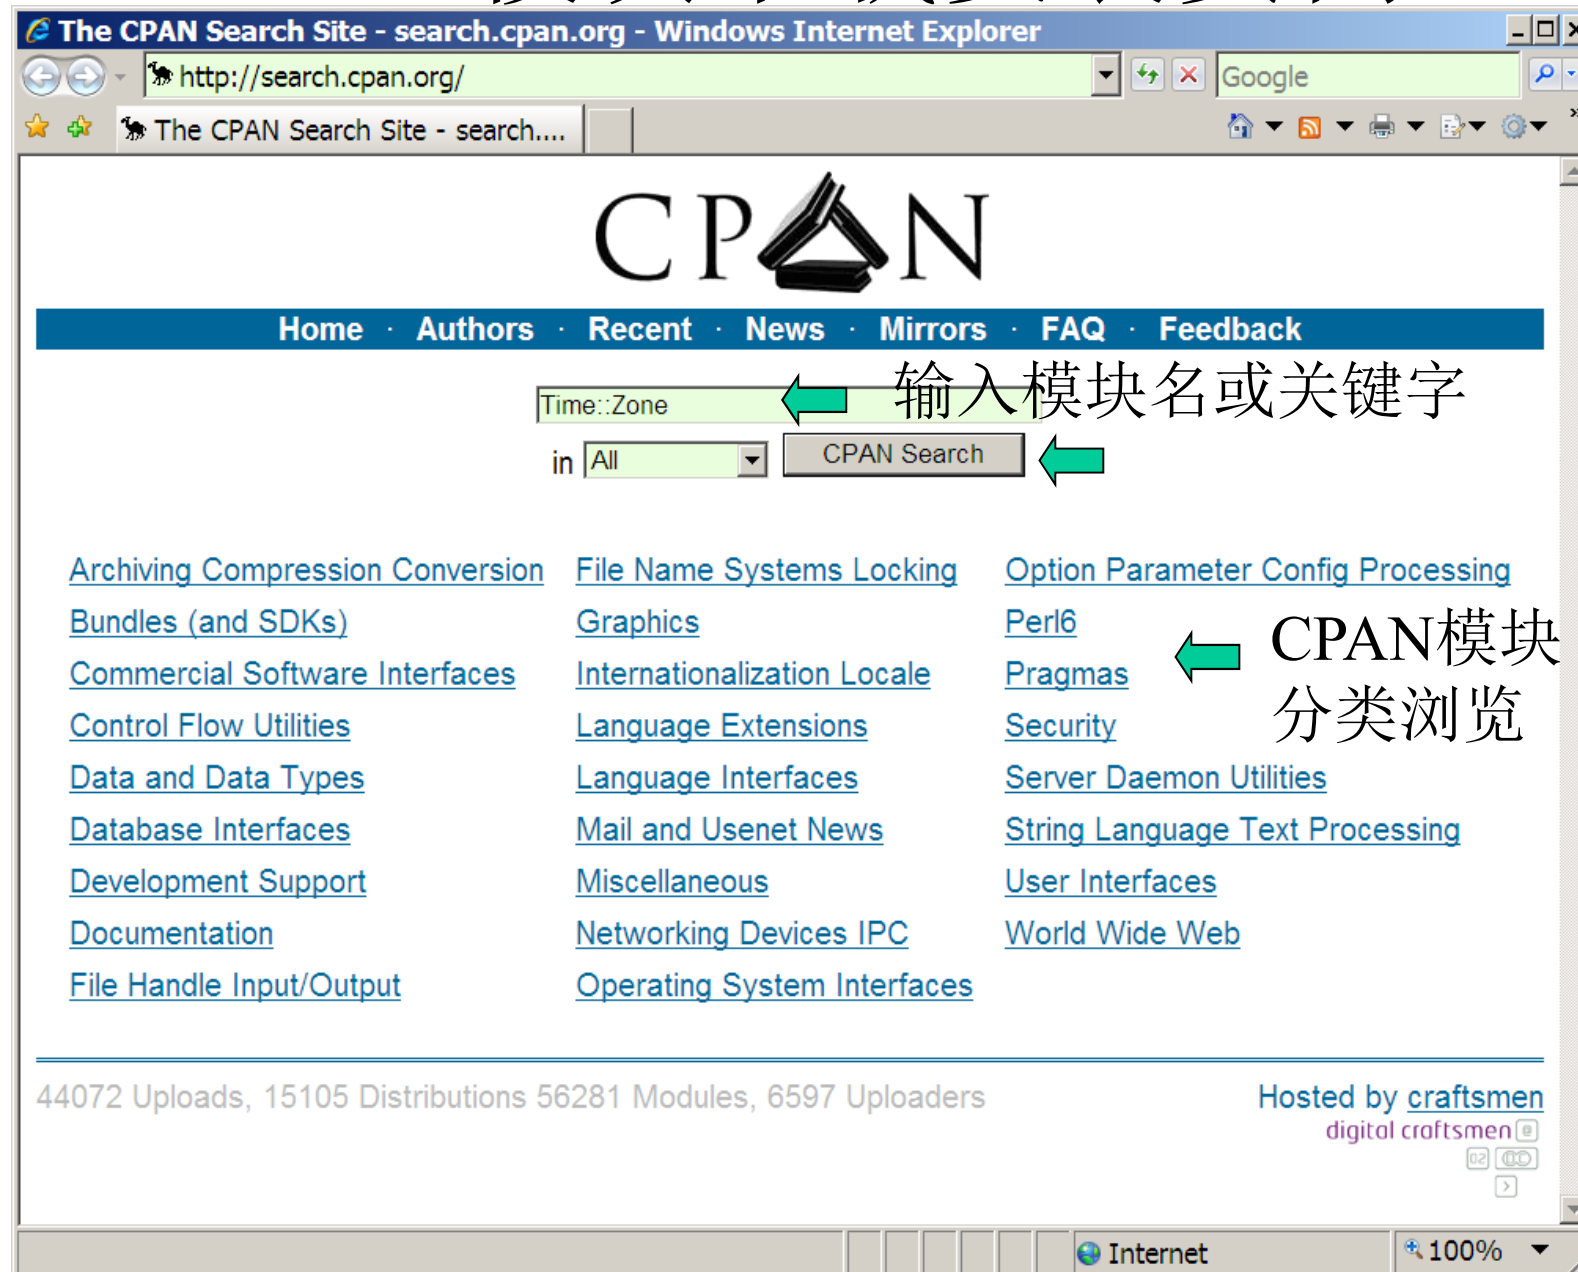 The CPAN Search Site - search.cpan.org - Windows Internet Explorer
http://search.cpan.org/
Google
The CPAN Search Site - search....
CPAN
Home · Authors · Recent · News · Mirrors · FAQ · Feedback
Time::Zone
输入模块名或关键字
in All CPAN Search
Archiving Compression Conversion
Bundles (and SDKs)
Commercial Software Interfaces
Control Flow Utilities
Data and Data Types
Database Interfaces
Development Support
Documentation
File Handle Input/Output
File Name Systems Locking
Graphics
Internationalization Locale
Language Extensions
Language Interfaces
Mail and Usenet News
Miscellaneous
Networking Devices IPC
Operating System Interfaces
Option Parameter Config Processing
Perl6
Pragmas
Security
Server Daemon Utilities
String Language Text Processing
User Interfaces
World Wide Web
CPAN模块
分类浏览
44072 Uploads, 15105 Distributions 56281 Modules, 6597 Uploaders
Hosted by craftsmen
digital craftsmen
02
Internet
100%